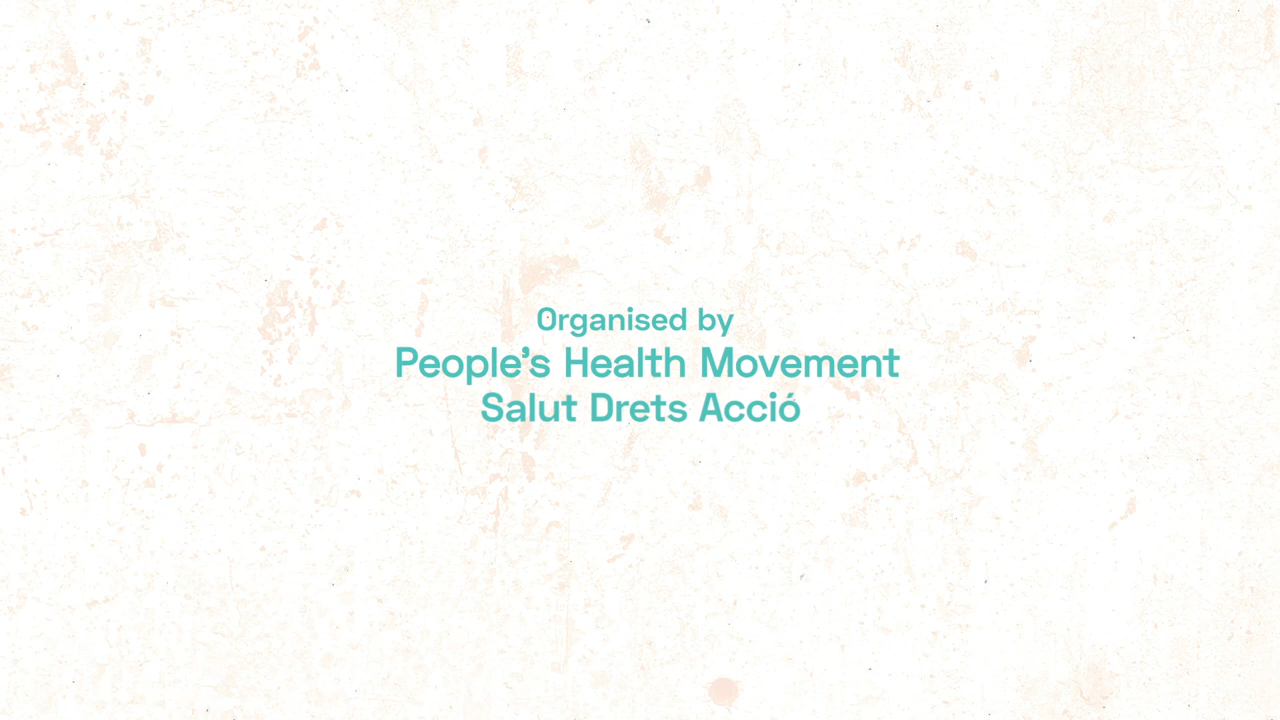 Organised by
People’s Health Movement
Salut Drets Acció